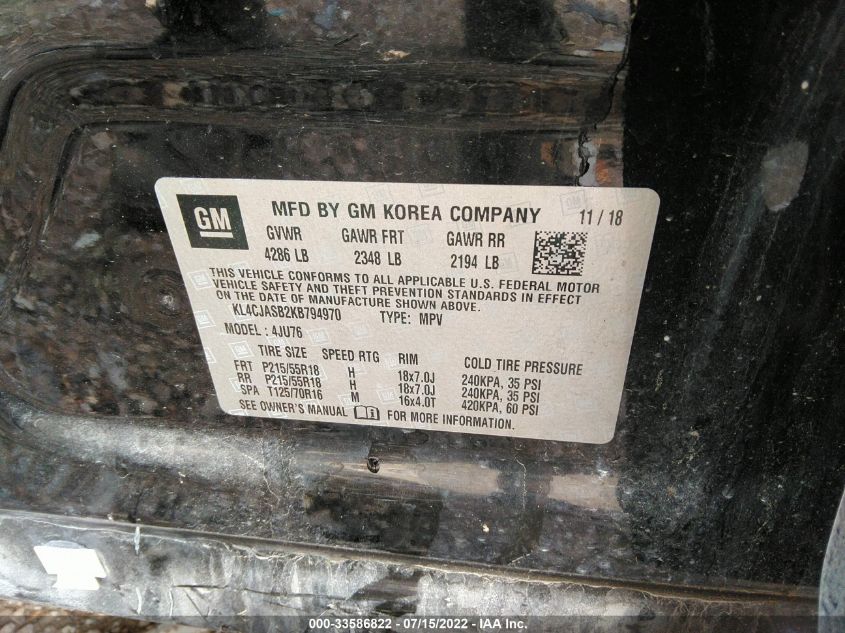 GM MFD BY GM KOREA COMPANY 11 / 18
GVWR GAWR FRT GAWR RR
4286 LB 2348 LB 2194 LB
THIS VEHICLE CONFORMS TO ALL APPLICABLE U.S. FEDERAL MOTOR
VEHICLE SAFETY AND THEFT PREVENTION STANDARDS IN EFFECT
ON THE DATE OF MANUFACTURE SHOWN ABOVE.
KL4CJASB2KB794970 TYPE: MPV
MODEL : 4JU76
TIRE SIZE SPEED RTG RIM COLD TIRE PRESSURE
FRT P215/55R18 H 18x7.0J 240KPA, 35 PSI
RR P215/55R18 H 18x7.0J 240KPA, 35 PSI
SPA T125/70R16 M 16x4.0T 420KPA, 60 PSI
SEE OWNER'S MANUAL FOR MORE INFORMATION.
000-33586822 - 07/15/2022 - IAA Inc.